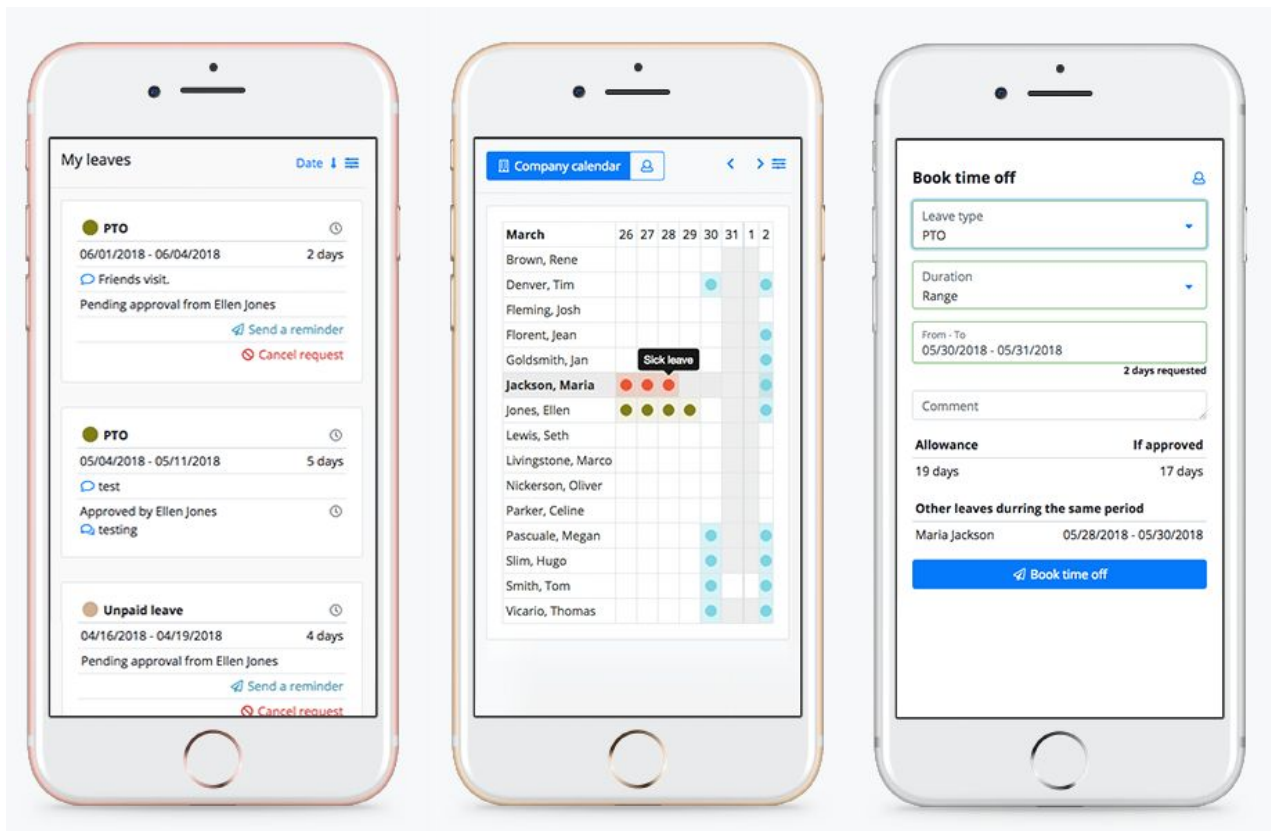 My leaves
Date
PTO
06/01/2018 - 06/04/2018 2 days
Friends visit.
Pending approval from Ellen Jones
Send a reminder
Cancel request
PTO
05/04/2018 - 05/11/2018 5 days
test
Approved by Ellen Jones
testing
Unpaid leave
04/16/2018 - 04/19/2018 4 days
Pending approval from Ellen Jones
Send a reminder
Cancel request
Company calendar
March 26 27 28 29 30 31 1 2
Brown, Rene
Denver, Tim
Fleming, Josh
Florent, Jean
Goldsmith, Jan
Sick leave
Jackson, Maria
Jones, Ellen
Lewis, Seth
Livingstone, Marco
Nickerson, Oliver
Parker, Celine
Pascuale, Megan
Slim, Hugo
Smith, Tom
Vicario, Thomas
Book time off
Leave type
PTO
Duration
Range
From - To
05/30/2018 - 05/31/2018
2 days requested
Comment
Allowance If approved
19 days 17 days
Other leaves durring the same period
Maria Jackson 05/28/2018 - 05/30/2018
Book time off